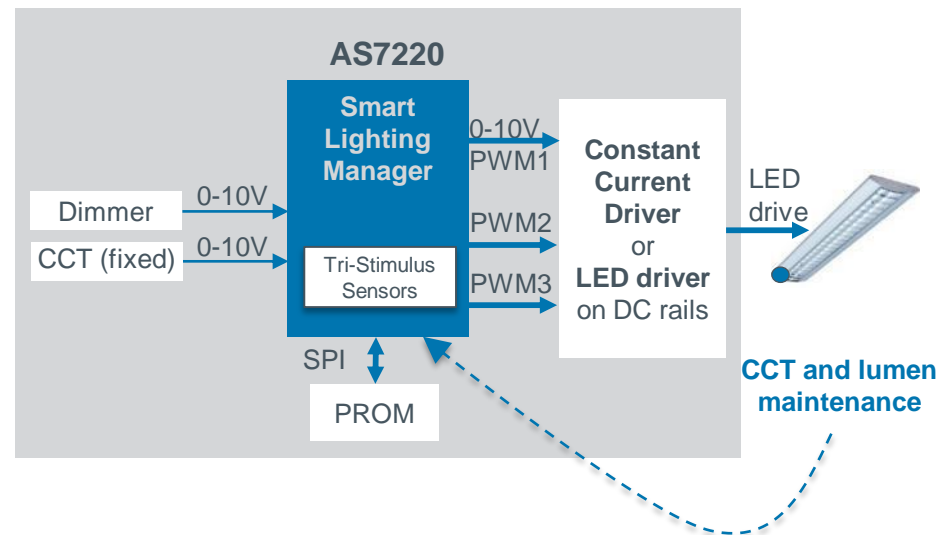 AS7220
Smart
Lighting
Manager
Tri-Stimulus
Sensors
Dimmer
0-10V
CCT (fixed)
0-10V
0-10V
PWM1
PWM2
PWM3
Constant
Current
Driver
or
LED driver
on DC rails
LED
drive
SPI
PROM
CCT and lumen
maintenance